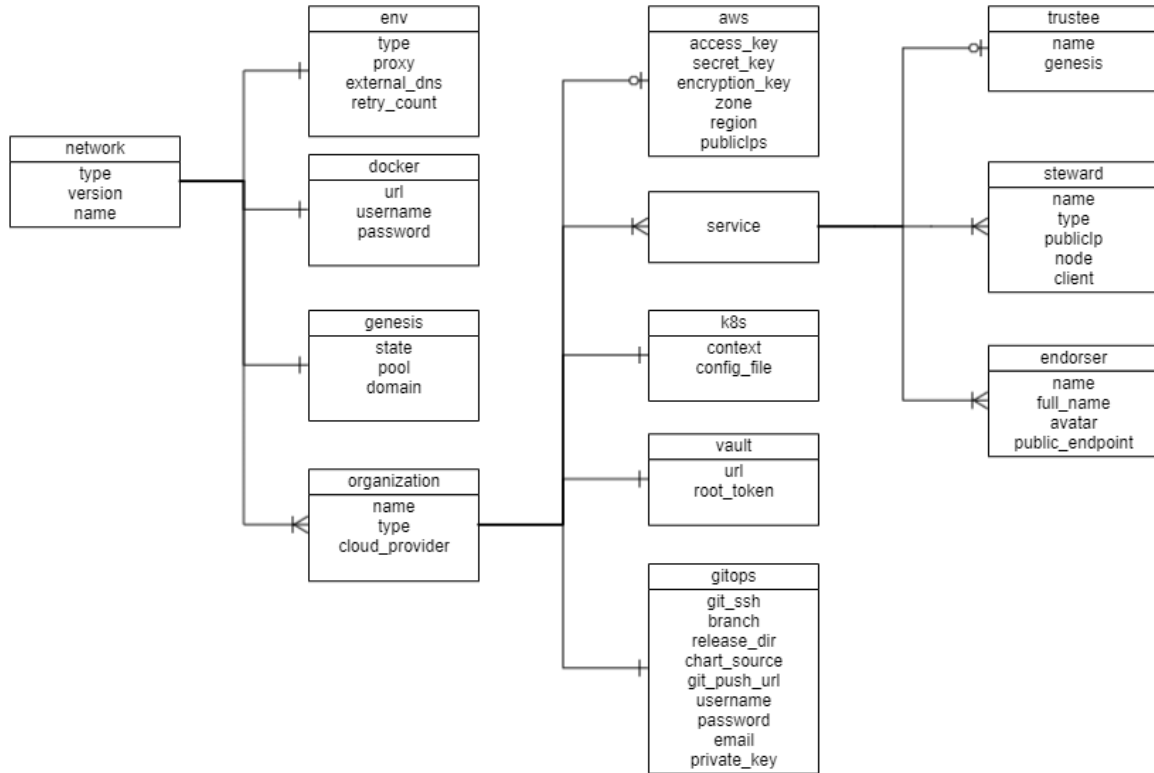 network
type
version
name
env
type
proxy
external_dns
retry_count
docker
url
username
password
genesis
state
pool
domain
organization
name
type
cloud_provider
aws
access_key
secret_key
encryption_key
zone
region
publicIps
service
k8s
context
config_file
vault
url
root_token
gitops
git_ssh
branch
release_dir
chart_source
git_push_url
username
password
email
private_key
trustee
name
genesis
steward
name
type
publicIp
node
client
endorser
name
full_name
avatar
public_endpoint